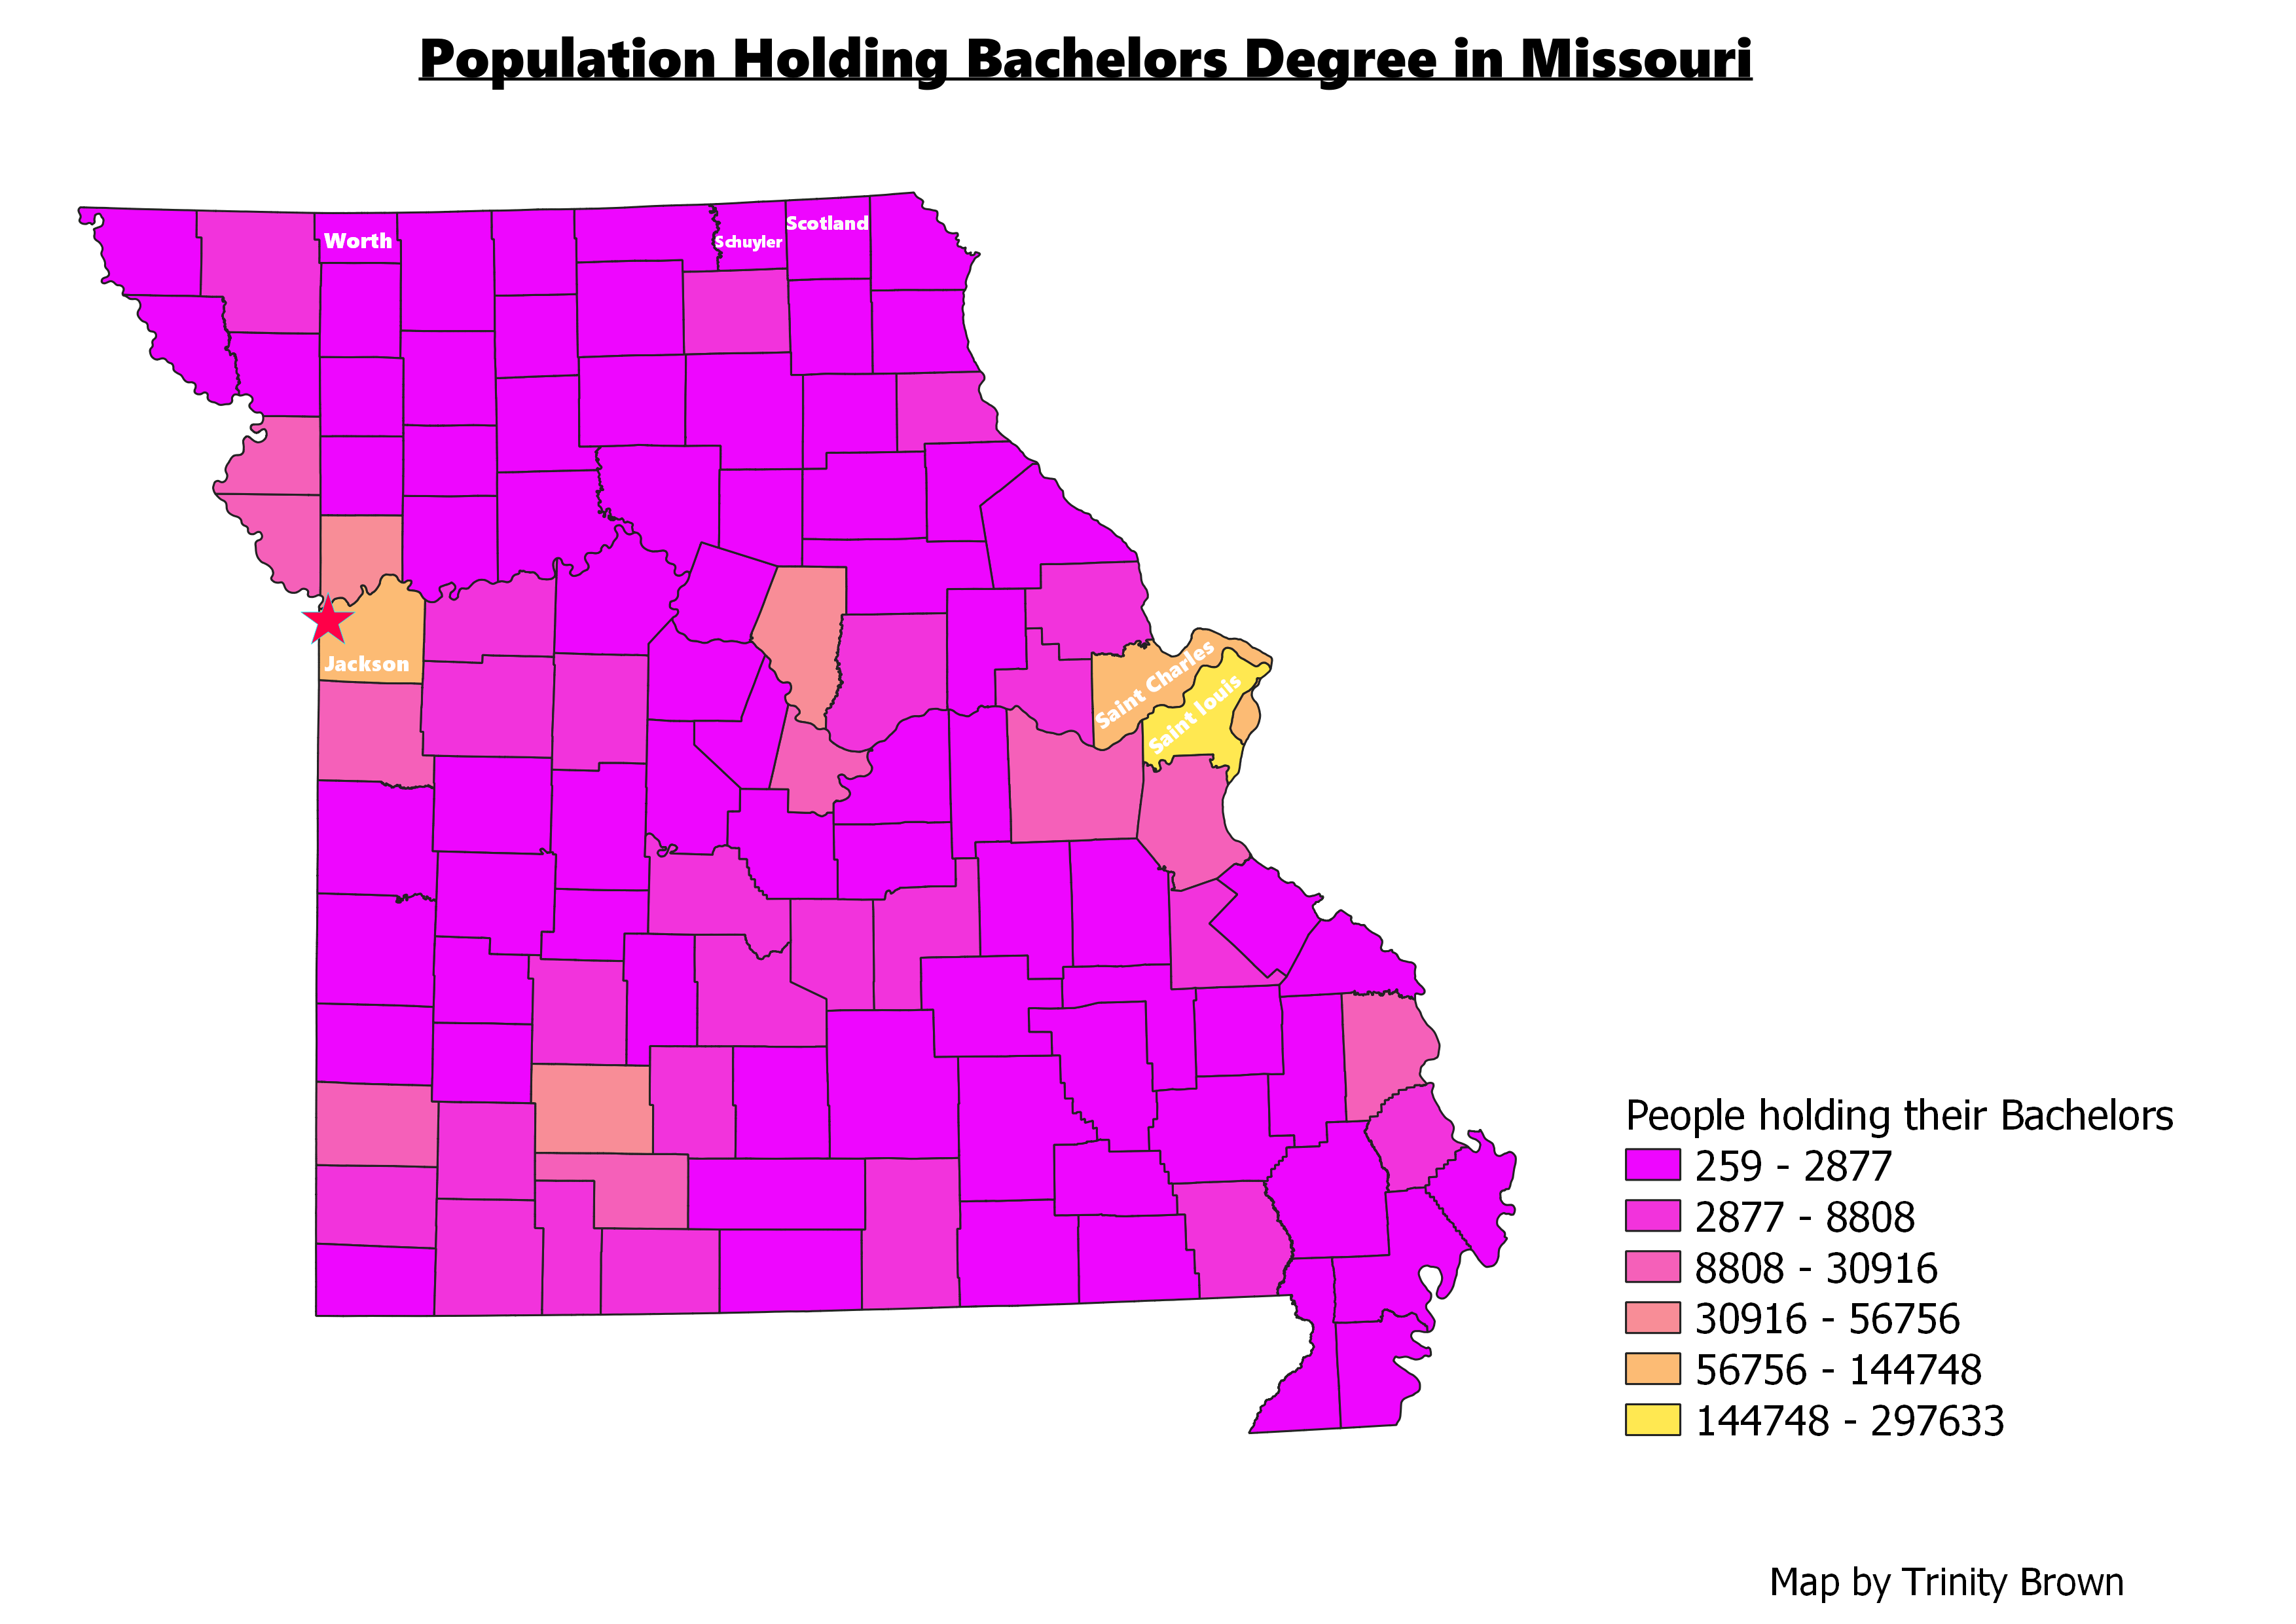 Population Holding Bachelors Degree in Missouri
Scotland
Worth
Schuyler
Jackson
Saint Charles
Saint louis
People holding their Bachelors
259 - 2877
2877 - 8808
8808 - 30916
30916 - 56756
56756 - 144748
144748 - 297633
Map by Trinity Brown